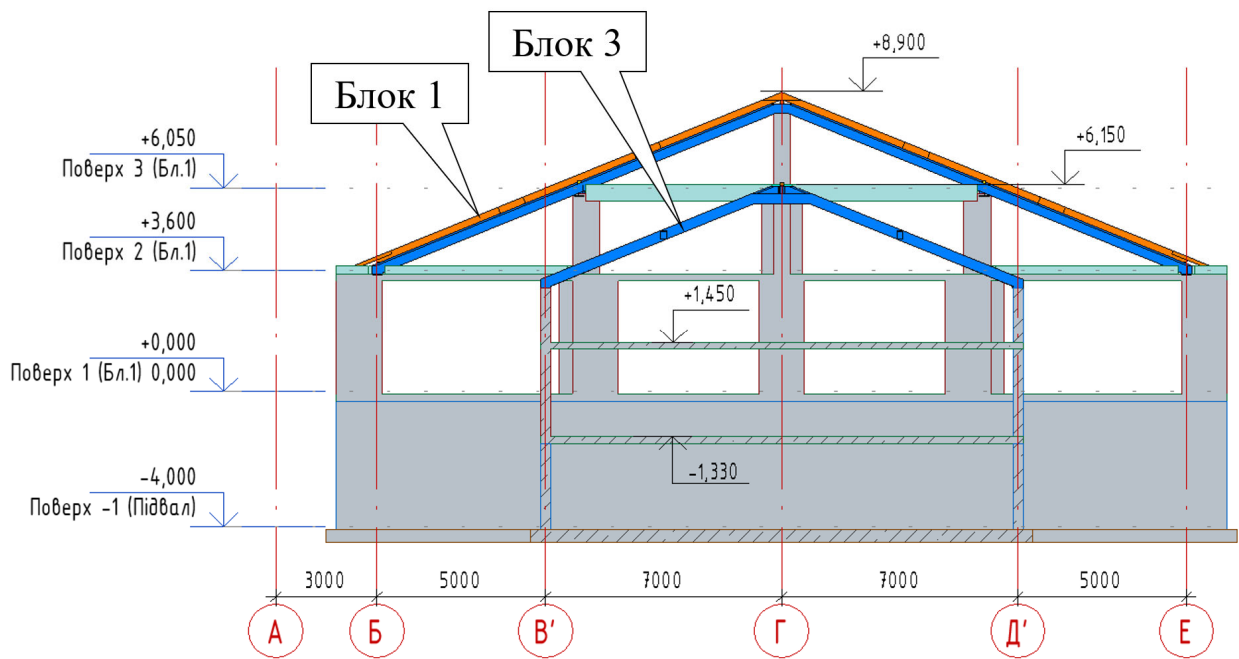 Блок 3
+8,900
Блок 1
+6,050
Поверх 3 (Бл.1)
+6,150
+3,600
Поверх 2 (Бл.1)
+1,450
+0,000
Поверх 1 (Бл.1) 0,000
-1,330
-4,000
Поверх -1 (Підвал)
3000 5000 7000 7000 5000
А Б В' Г Д' Е